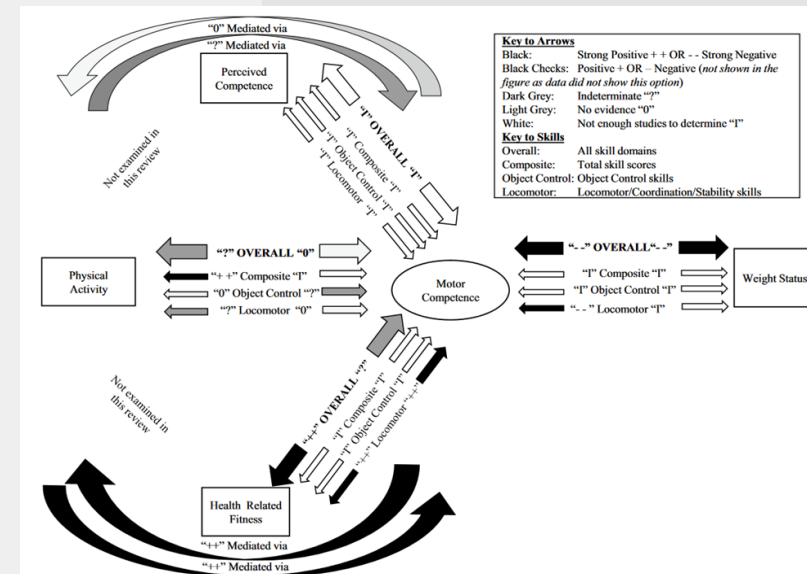 “0” Mediated via
“?” Mediated via
Perceived
Competence
Not examined in
this review
“I” OVERALL “I”
“I” Composite “I”
“I” Object Control “I”
“I” Locomotor “I”
Key to Arrows
Black: Strong Positive + + OR - - Strong Negative
Black Checks: Positive + OR – Negative (not shown in the
figure as data did not show this option)
Dark Grey: Indeterminate “?”
Light Grey: No evidence “0”
White: Not enough studies to determine “I”
Key to Skills
Overall: All skill domains
Composite: Total skill scores
Object Control: Object Control skills
Locomotor: Locomotor/Coordination/Stability skills
Physical
Activity
“?” OVERALL “0”
“+ +” Composite “I”
“0” Object Control “?”
“?” Locomotor “0”
Motor
Competence
“- -” OVERALL“- -”
“I” Composite “I”
“I” Object Control “I”
“- -” Locomotor “I”
Weight Status
Not examined in
this review
“++” OVERALL “?”
“I” Composite “I”
“I” Object Control “I”
“++” Locomotor “++”
Health Related
Fitness
“++” Mediated via
“++” Mediated via